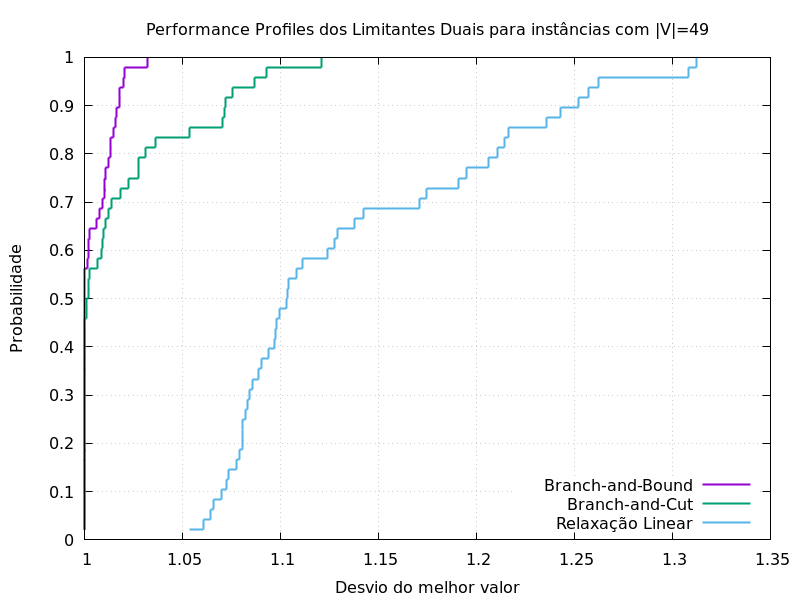 Performance Profiles dos Limitantes Duais para instâncias com |V|=49
1
0.9
0.8
0.7
0.6
0.5
0.4
0.3
0.2
0.1
0
Probabilidade
Branch-and-Bound
Branch-and-Cut
Relaxação Linear
1 1.05 1.1 1.15 1.2 1.25 1.3 1.35
Desvio do melhor valor